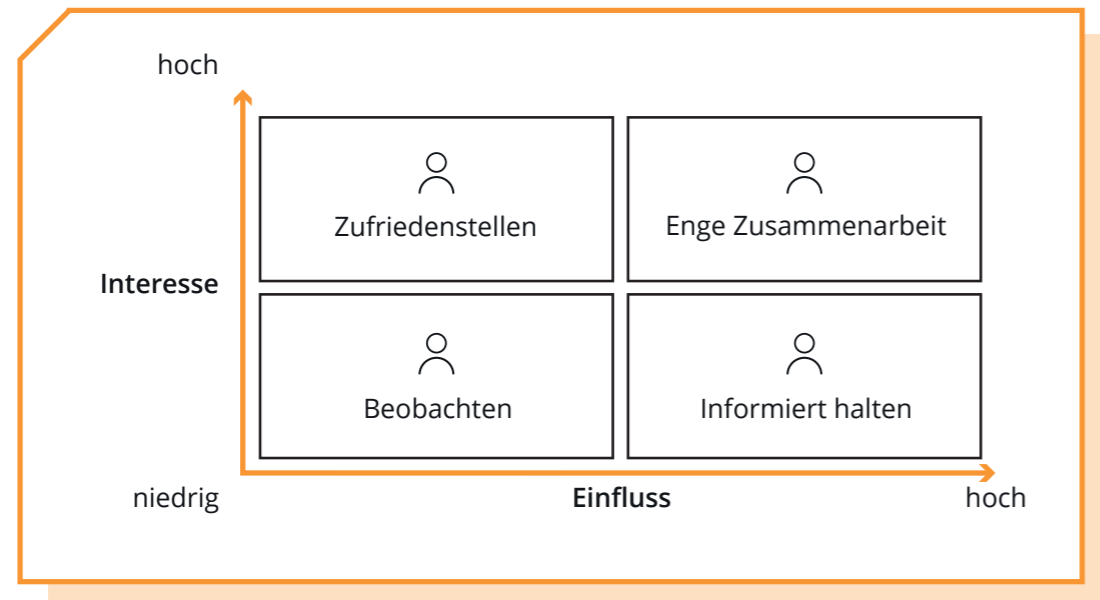 hoch
Zufriedenstellen
Enge Zusammenarbeit
Interesse
Beobachten
Informiert halten
niedrig
Einfluss
hoch